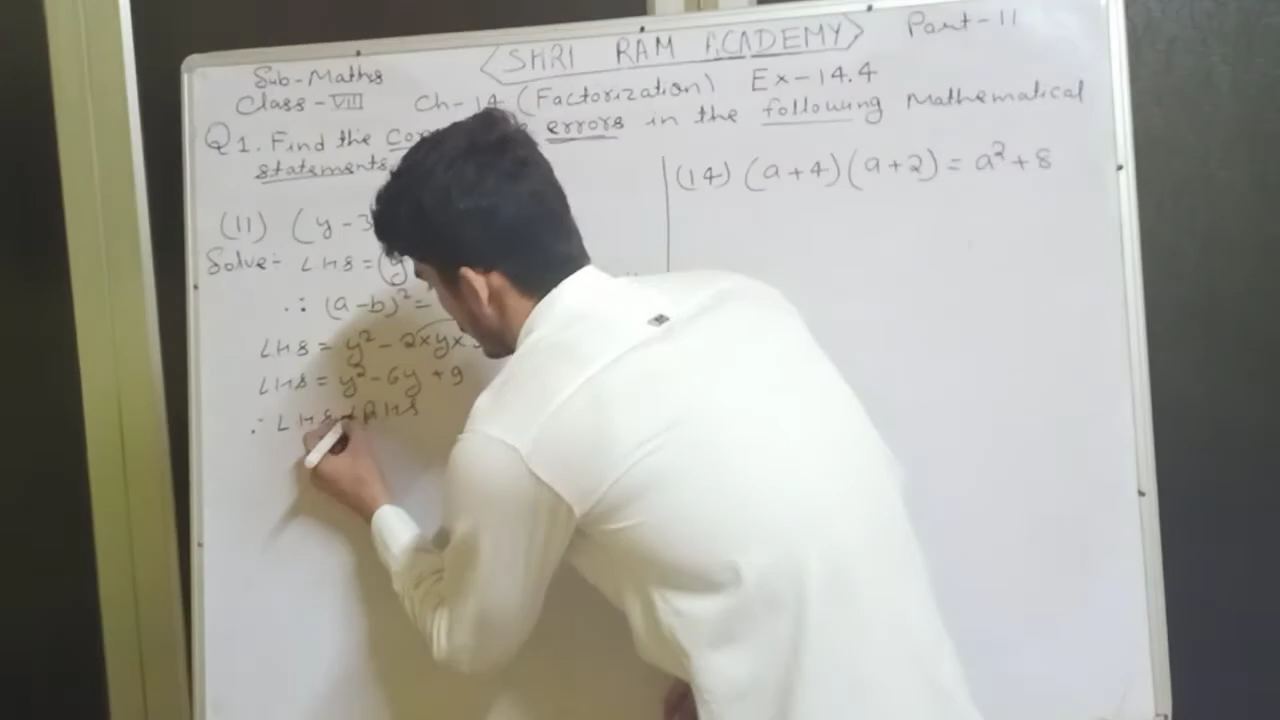 <SHRI RAM ACADEMY> Part-11
Sub-Maths
Class-VIII Ch-14 (Factorization) Ex-14.4
Q1. Find the errors in the following Mathematical
statements
(11) (y-3
Solve:- LHS = (y
∴ (a-b)² =
LHS = y² - 2xyx
LHS = y² - 6y + 9
∴ LHS ≠ RHS
(14) (a+4)(a+2) = a² + 8